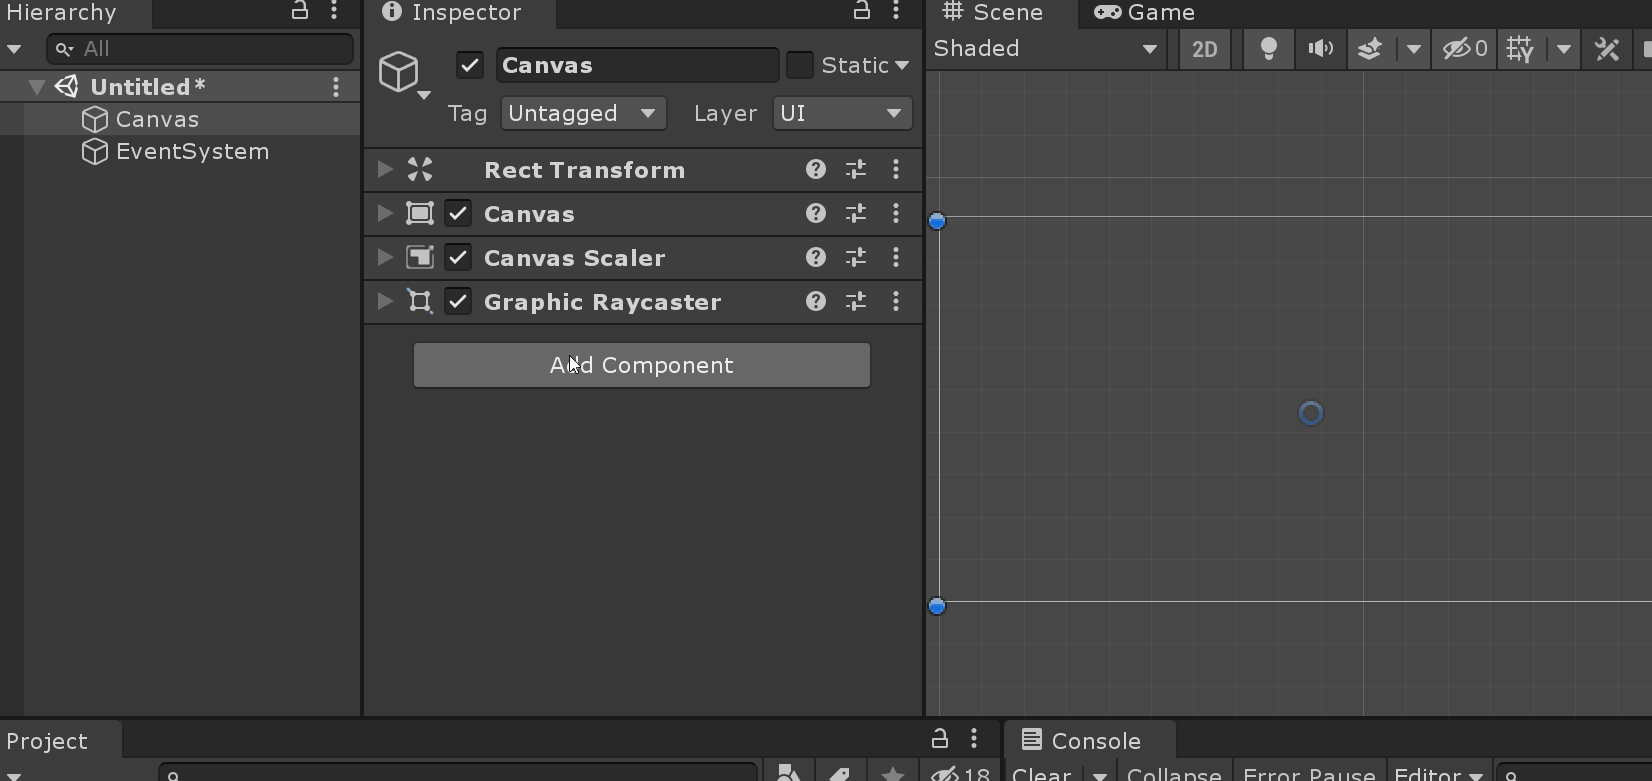 Hierarchy
All
Untitled*
Canvas
EventSystem
Inspector
Canvas
Static
Tag Untagged Layer UI
Rect Transform
Canvas
Canvas Scaler
Graphic Raycaster
Add Component
Scene Game
Shaded 2D 0
Project
18
Console
Clear Collapse Error Pause Editor